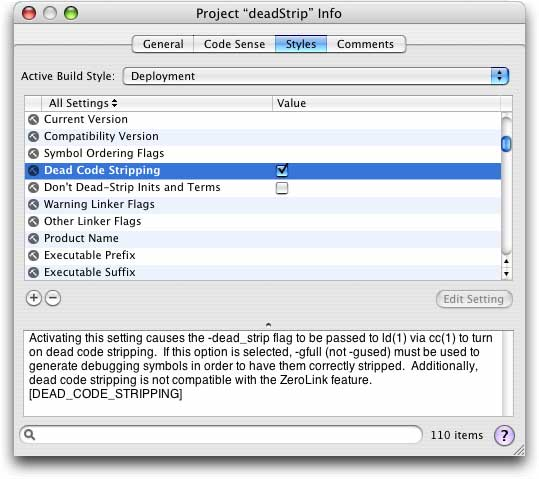 Project “deadStrip” Info
General Code Sense Styles Comments
Active Build Style: Deployment
All Settings Value
Current Version
Compatibility Version
Symbol Ordering Flags
Dead Code Stripping
Don't Dead-Strip Inits and Terms
Warning Linker Flags
Other Linker Flags
Product Name
Executable Prefix
Executable Suffix
Edit Setting
Activating this setting causes the -dead_strip flag to be passed to ld(1) via cc(1) to turn
on dead code stripping.  If this option is selected, -gfull (not -gused) must be used to
generate debugging symbols in order to have them correctly stripped.  Additionally,
dead code stripping is not compatible with the ZeroLink feature.
[DEAD_CODE_STRIPPING]
110 items ?